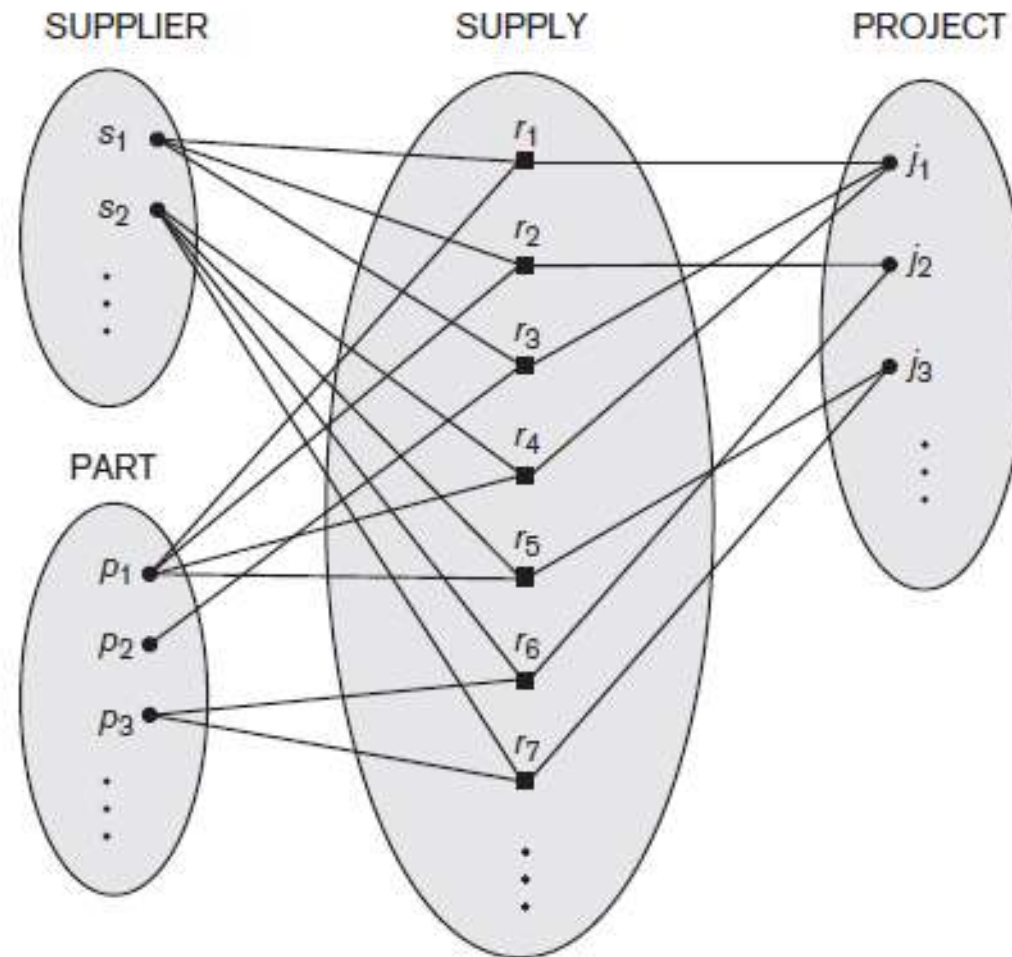 SUPPLIER
s1
s2
PART
p1
p2
p3
SUPPLY
r1
r2
r3
r4
r5
r6
r7
PROJECT
j1
j2
j3